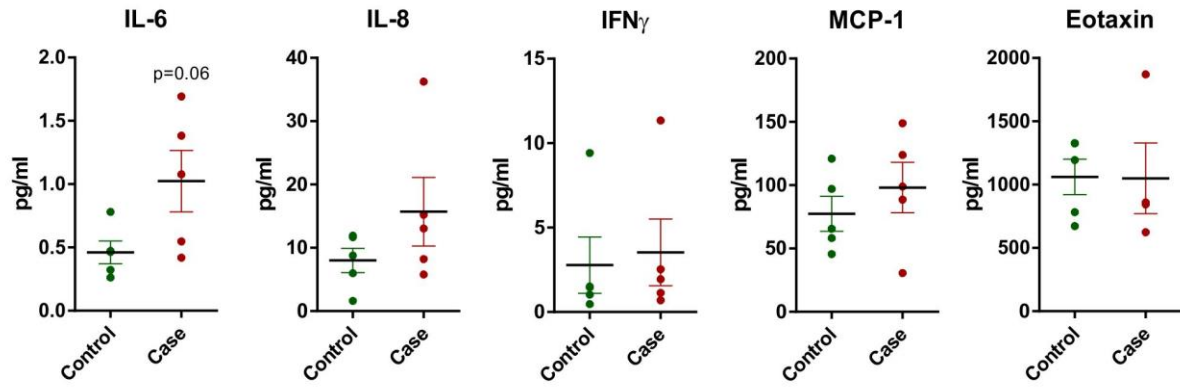 IL-6
p=0.06
2.0
1.5
1.0
0.5
0.0
pg/ml
Control
Case
IL-8
40
30
20
10
0
pg/ml
Control
Case
IFNγ
15
10
5
0
pg/ml
Control
Case
MCP-1
200
150
100
50
0
pg/ml
Control
Case
Eotaxin
2000
1500
1000
500
0
pg/ml
Control
Case